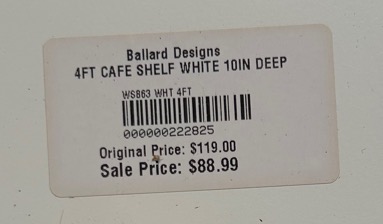 Ballard Designs
4FT CAFE SHELF WHITE 10IN DEEP
WS863 WHT 4FT
000000222825
Original Price: $119.00
Sale Price: $88.99